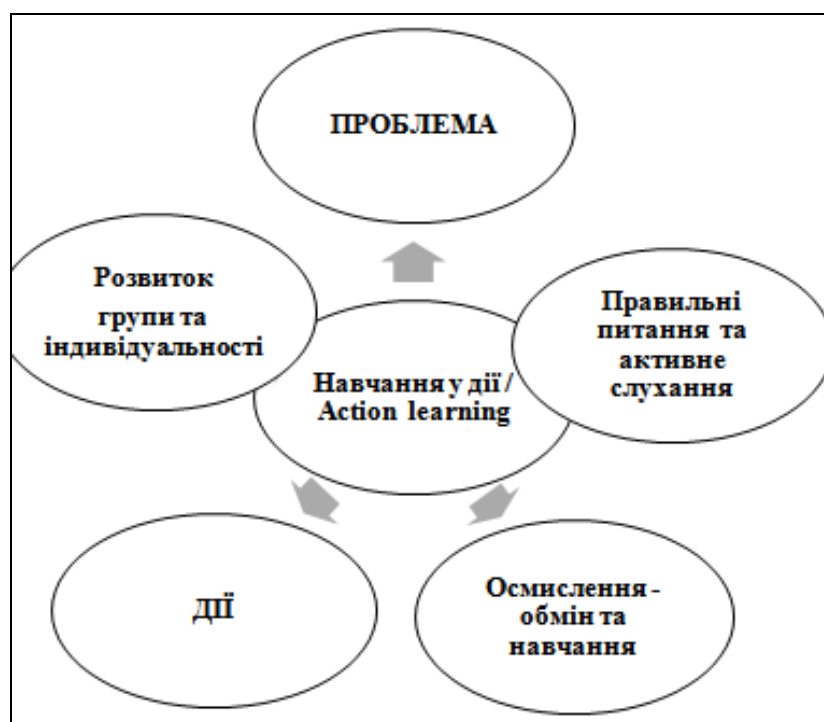 ПРОБЛЕМА
Розвиток
групи та
індивідуальності
Правильні
питання та
активне
слухання
Навчання у дії /
Action learning
ДІЇ
Осмислення -
обмін та
навчання